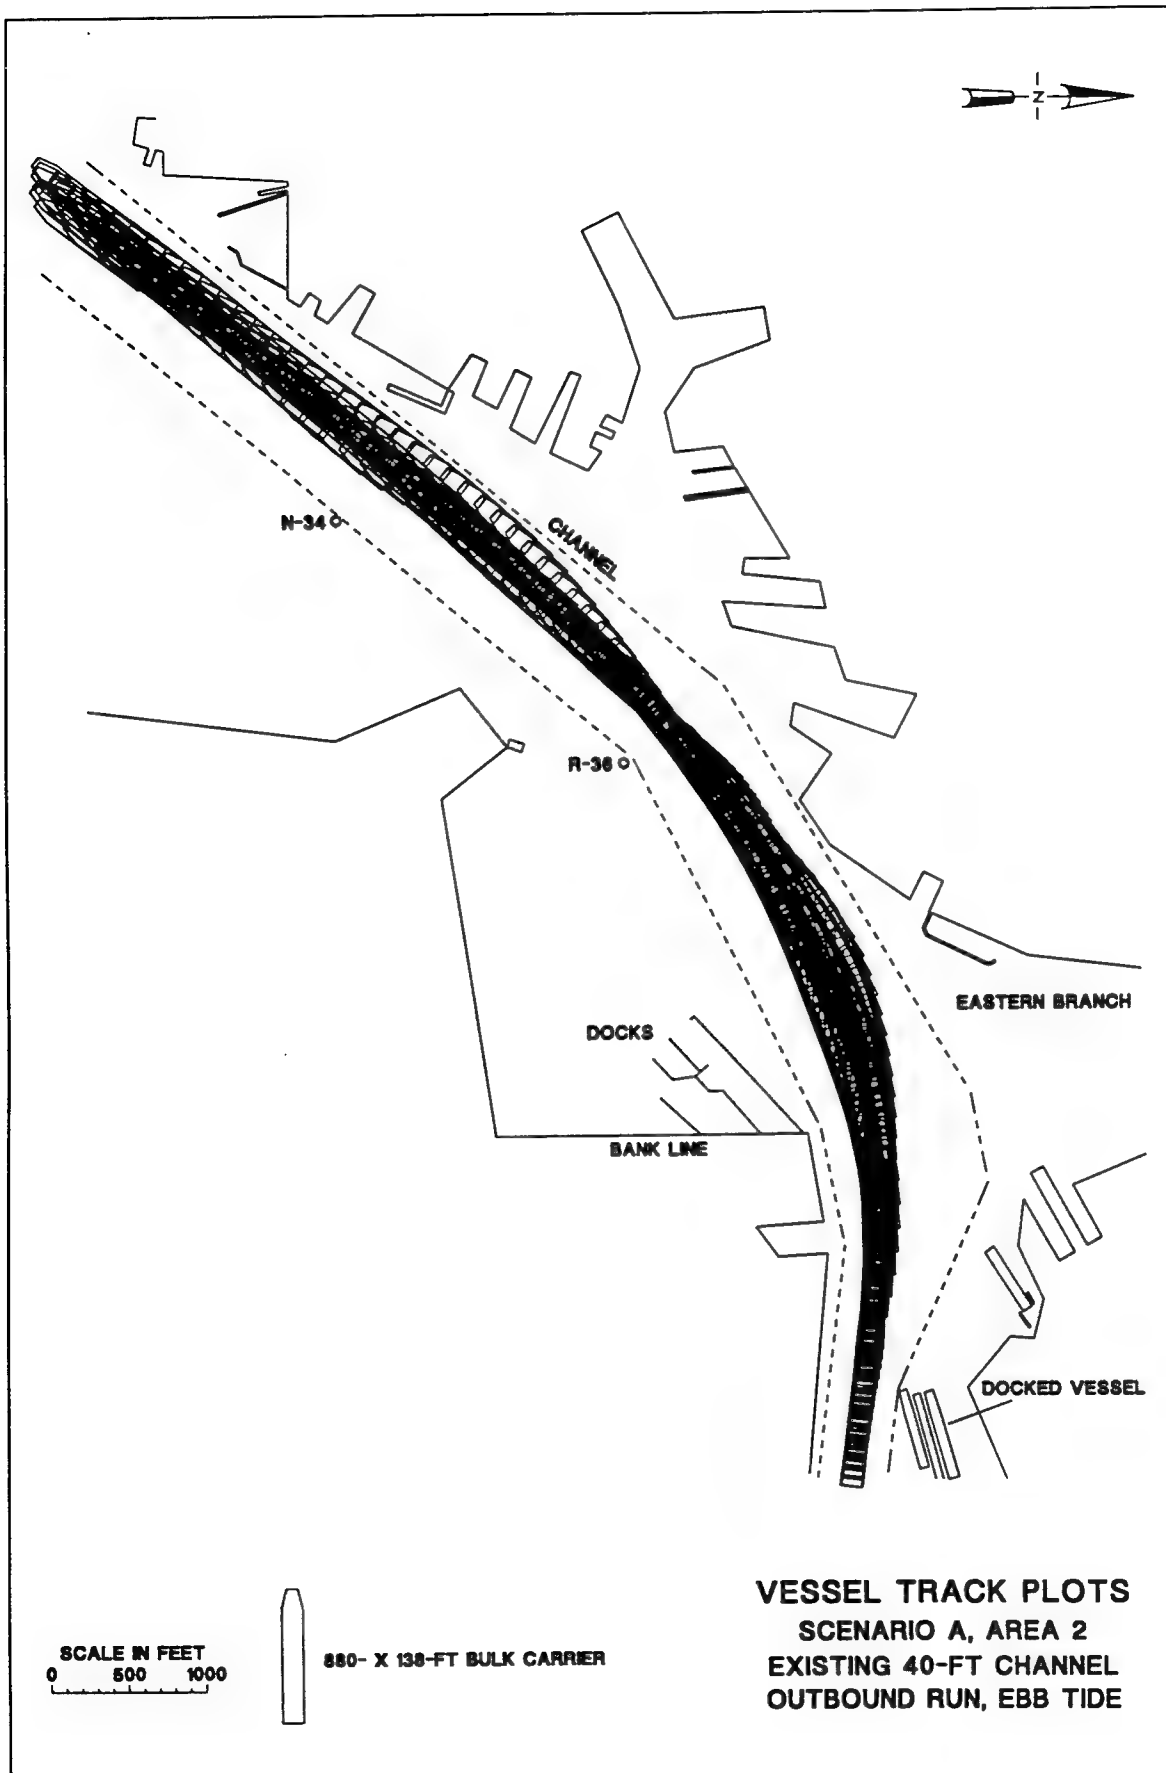 N
N-34
CHANNEL
R-36
EASTERN BRANCH
DOCKS
BANK LINE
DOCKED VESSEL
SCALE IN FEET
0 500 1000
880- X 138-FT BULK CARRIER
VESSEL TRACK PLOTS
SCENARIO A, AREA 2
EXISTING 40-FT CHANNEL
OUTBOUND RUN, EBB TIDE